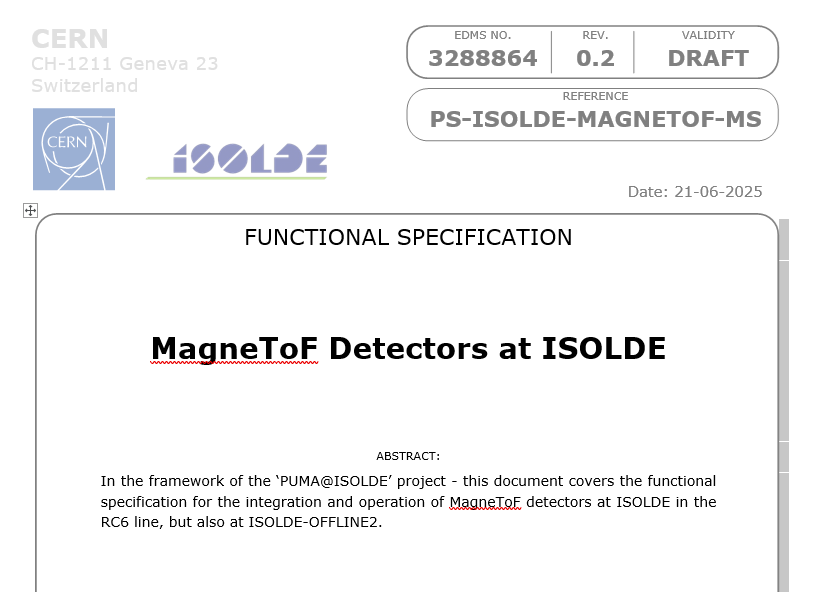 CERN
CH-1211 Geneva 23
Switzerland
EDMS NO.
3288864
REV.
0.2
VALIDITY
DRAFT
REFERENCE
PS-ISOLDE-MAGNETOF-MS
CERN
ISOLDE
Date: 21-06-2025
FUNCTIONAL SPECIFICATION
MagneToF Detectors at ISOLDE
ABSTRACT:
In the framework of the ‘PUMA@ISOLDE’ project - this document covers the functional
specification for the integration and operation of MagneToF detectors at ISOLDE in the
RC6 line, but also at ISOLDE-OFFLINE2.